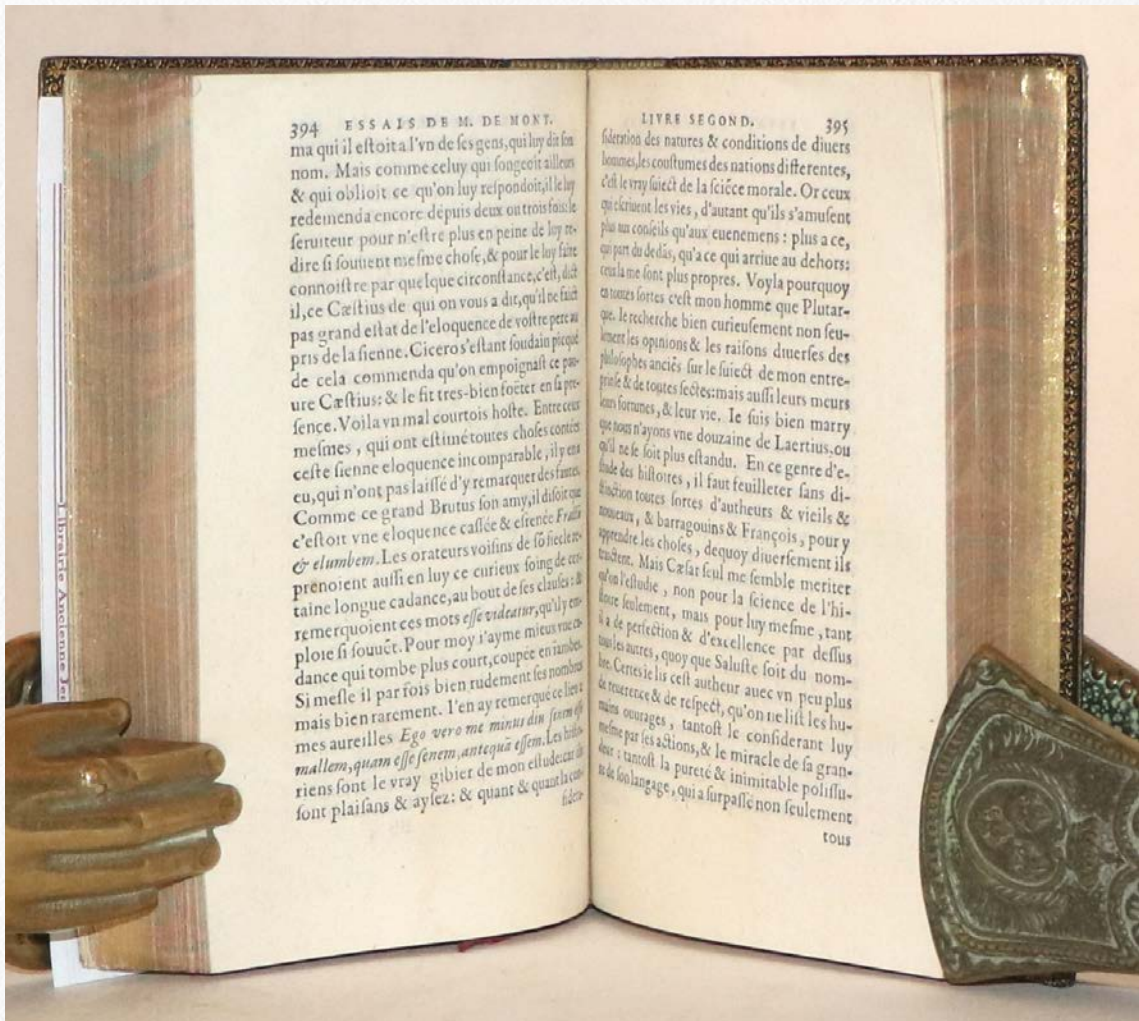 394 ESSAIS DE M. DE MONT.
ma qui il eſtoit a l'vn de ſes gens, qui luy dit ſon
nom. Mais comme celuy qui ſongeoit ailleurs
& qui oblioit ce qu'on luy reſpondoit, il le luy
redemenda encore depuis deux ou trois fois: le
ſeruiteur pour n'eſtre plus en peine de luy re-
dire ſi ſouuent meſme choſe, & pour le luy faire
connoiſtre par quelque circonſtance, c'eſt, dict
il, ce Cæſtius de qui on vous a dit, qu'il ne faict
pas grand eſtat de l'eloquence de voſtre pere au
pris de la ſienne. Cicero s'eſtant ſoudain picqué
de cela commenda qu'on empoignaſt ce pau-
ure Cæſtius: & le fit tres-bien foëter en ſa pre-
ſence. Voila vn mal courtois hoſte. Entre ceux
meſmes, qui ont eſtimé toutes choſes contées
ceſte ſienne eloquence incomparable, il y en a
eu, qui n'ont pas laiſſé d'y remarquer des fautes.
Comme ce grand Brutus ſon amy, il diſoit que
c'eſtoit vne eloquence caſſée & eſrenée Fractā
& elumbem. Les orateurs voiſins de ſō ſiecle re-
prenoient auſſi en luy ce curieux ſoing de cer-
taine longue cadance, au bout de ſes clauſes: &
remerquoient ces mots eſſe videatur, qu'il y em-
ploie ſi ſouuēt. Pour moy i'ayme mieux vne ca-
dance qui tombe plus court, coupée en iambes.
Si meſle il par fois bien rudement ſes nombres
mais bien rarement. I'en ay remerqué ce lieu a
mes aureilles Ego vero me minus diu ſenem eſſe
mallem, quam eſſe ſenem, antequā eſſem. Les hiſto-
riens ſont le vray gibier de mon eſtude: car ils
ſont plaiſans & ayſez: & quant & quant la con-
ſidera-
LIVRE SEGOND. 395
ſideration des natures & conditions de diuers
hommes, les couſtumes des nations differentes,
c'eſt le vray ſuiect de la ſciēce morale. Or ceux
qui eſcriuent les vies, d'autant qu'ils s'amuſent
plus aux conſeils qu'aux euenemens: plus a ce,
qui part du dedās, qu'a ce qui arriue au dehors:
ceux la me ſont plus propres. Voyla pourquoy
en toutes ſortes c'eſt mon homme que Plutar-
que. Ie recherche bien curieuſement non ſeu-
lement les opinions & les raiſons diuerſes des
philoſophes anciēs ſur le ſuiect de mon entre-
prinſe & de toutes ſectes: mais auſſi leurs meurs
leurs fortunes, & leur vie. Ie ſuis bien marry
que nous n'ayons vne douzaine de Laertius, ou
qu'il ne ſe ſoit plus eſtandu. En ce genre d'e-
ſtude des hiſtoires, il faut feuilleter ſans di-
ſtinction toutes ſortes d'autheurs & vieils &
nouueaux, & barragouins & François, pour y
apprendre les choſes, dequoy diuerſement ils
traictent. Mais Cæſar ſeul me ſemble meriter
qu'on l'eſtudie, non pour la ſcience de l'hi-
ſtoire ſeulement, mais pour luy meſme, tant
il a de perfection & d'excellence par deſſus
tous les autres, quoy que Saluſte ſoit du nom-
bre. Certes ie lis ceſt autheur auec vn peu plus
de reuerence & de reſpect, qu'on ne liſt les hu-
mains ouurages, tantoſt le conſiderant luy
meſme par ſes actions, & le miracle de ſa gran-
deur: tantoſt la pureté & inimitable poliſſu-
re de ſon langage, qui a ſurpaſſé non ſeulement
tous
Librairie Ancienne